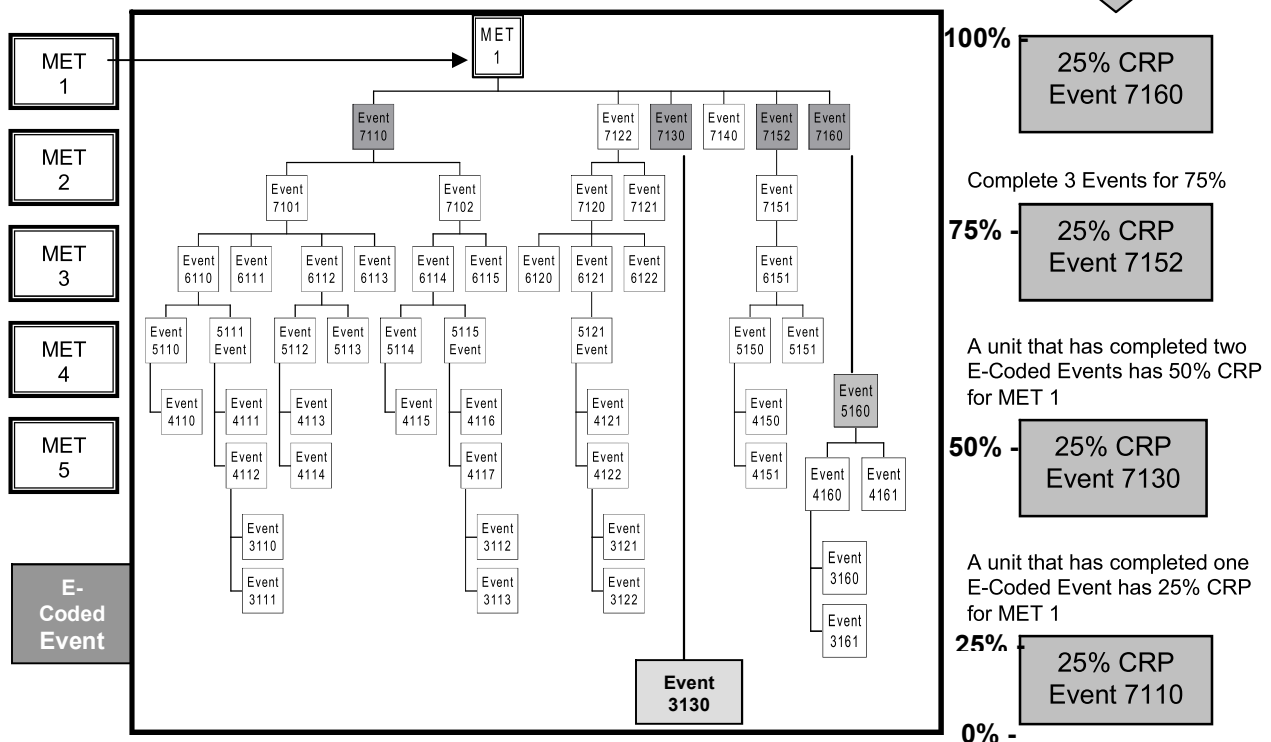 MET
1
MET
2
MET
3
MET
4
MET
5
E-
Coded
Event
MET
1
Event
7110
Event
7122
Event
7130
Event
7140
Event
7152
Event
7160
Event
7101
Event
7102
Event
7120
Event
7121
Event
7151
Event
6110
Event
6111
Event
6112
Event
6113
Event
6114
Event
6115
Event
6120
Event
6121
Event
6122
Event
6151
Event
5110
5111
Event
Event
5112
Event
5113
Event
5114
5115
Event
5121
Event
Event
5150
Event
5151
Event
5160
Event
4110
Event
4111
Event
4112
Event
4113
Event
4114
Event
4115
Event
4116
Event
4117
Event
4121
Event
4122
Event
4150
Event
4151
Event
4160
Event
4161
Event
3110
Event
3111
Event
3112
Event
3113
Event
3121
Event
3122
Event
3160
Event
3161
Event
3130
100% -
25% CRP
Event 7160
Complete 3 Events for 75%
75% -
25% CRP
Event 7152
A unit that has completed two
E-Coded Events has 50% CRP
for MET 1
50% -
25% CRP
Event 7130
A unit that has completed one
E-Coded Event has 25% CRP
for MET 1
25% -
25% CRP
Event 7110
0% -